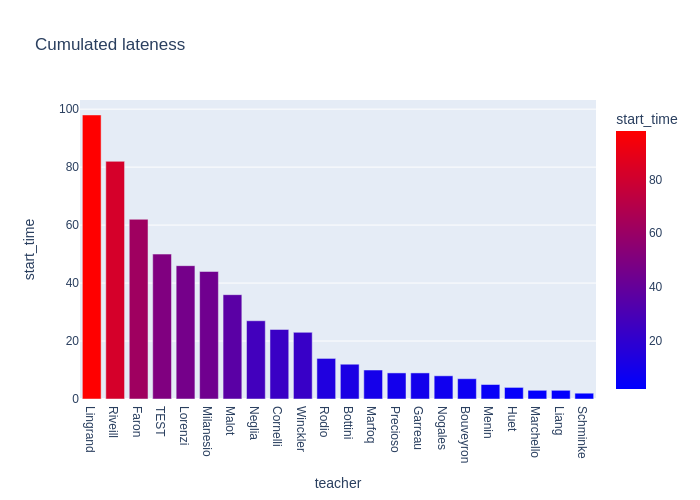 Cumulated lateness
start_time
100
80
60
40
20
0
Lingrand
Riveill
Faron
TEST
Lorenzi
Milanesio
Malot
Neglia
Cornelli
Winckler
Rodio
Bottini
Marfoq
Precioso
Garreau
Nogales
Bouveyron
Menin
Huet
Marchello
Liang
Schminke
teacher
start_time
80
60
40
20